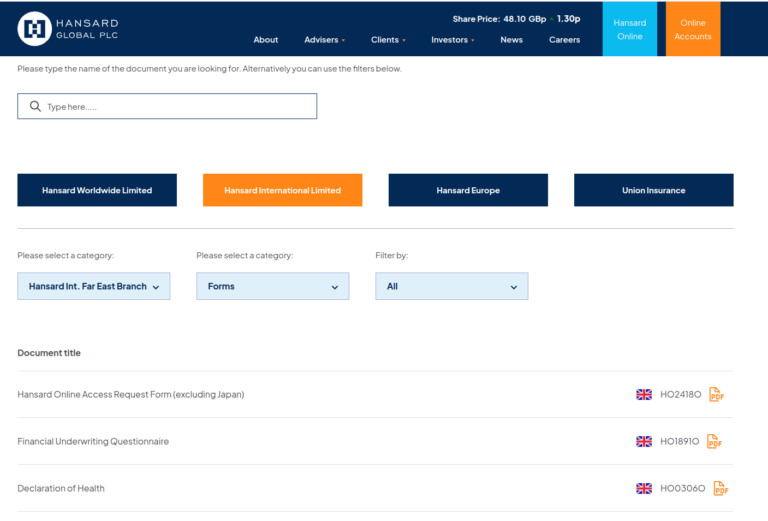 HANSARD
GLOBAL PLC
Share Price: 48.10 GBp 1.30p
About Advisers Clients Investors News Careers
Hansard
Online
Online
Accounts
Please type the name of the document you are looking for. Alternatively you can use the filters below.
Type here.....
Hansard Worldwide Limited Hansard International Limited Hansard Europe Union Insurance
Please select a category: Please select a category: Filter by:
Hansard Int. Far East Branch Forms All
Document title
Hansard Online Access Request Form (excluding Japan) HO2418O PDF
Financial Underwriting Questionnaire HO1891O PDF
Declaration of Health HO0306O PDF